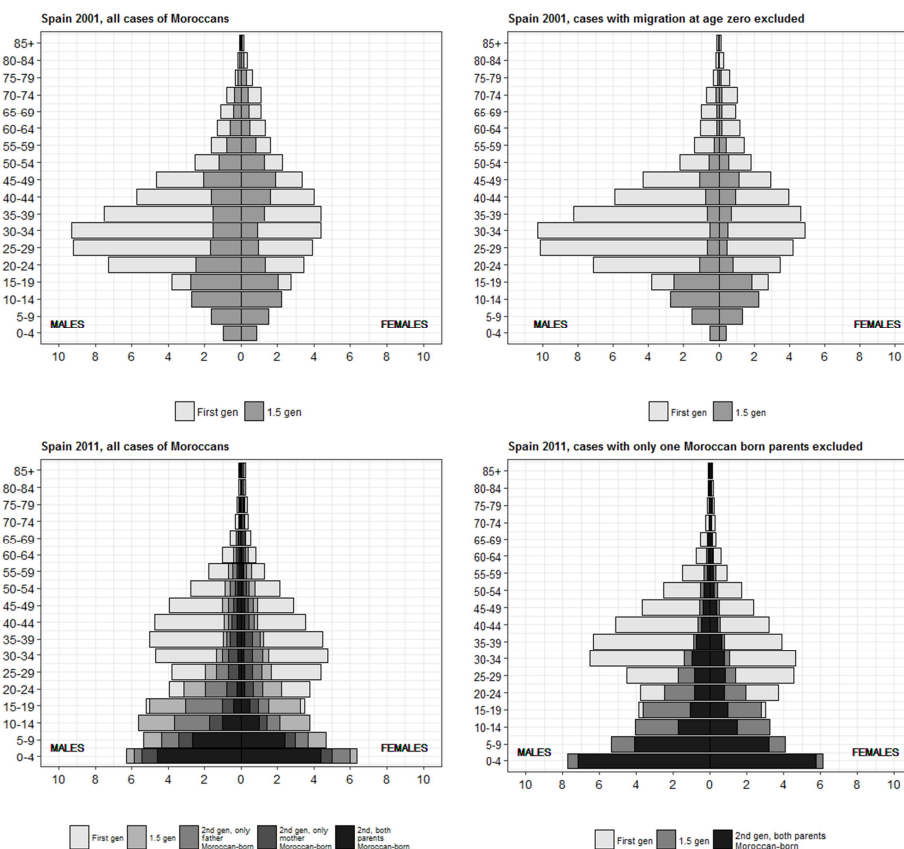 Spain 2001, all cases of Moroccans
85+
80-84
75-79
70-74
65-69
60-64
55-59
50-54
45-49
40-44
35-39
30-34
25-29
20-24
15-19
10-14
5-9
0-4
MALES
FEMALES
10 8 6 4 2 0 2 4 6 8 10
First gen
1.5 gen
Spain 2001, cases with migration at age zero excluded
85+
80-84
75-79
70-74
65-69
60-64
55-59
50-54
45-49
40-44
35-39
30-34
25-29
20-24
15-19
10-14
5-9
0-4
MALES
FEMALES
10 8 6 4 2 0 2 4 6 8 10
First gen
1.5 gen
Spain 2011, all cases of Moroccans
85+
80-84
75-79
70-74
65-69
60-64
55-59
50-54
45-49
40-44
35-39
30-34
25-29
20-24
15-19
10-14
5-9
0-4
MALES
FEMALES
10 8 6 4 2 0 2 4 6 8 10
First gen
1.5 gen
2nd gen, only
father
Moroccan-born
2nd gen, only
mother
Moroccan-born
2nd, both
parents
Moroccan-born
Spain 2011, cases with only one Moroccan born parents excluded
85+
80-84
75-79
70-74
65-69
60-64
55-59
50-54
45-49
40-44
35-39
30-34
25-29
20-24
15-19
10-14
5-9
0-4
MALES
FEMALES
10 8 6 4 2 0 2 4 6 8 10
First gen
1.5 gen
2nd gen, both parents
Moroccan-born